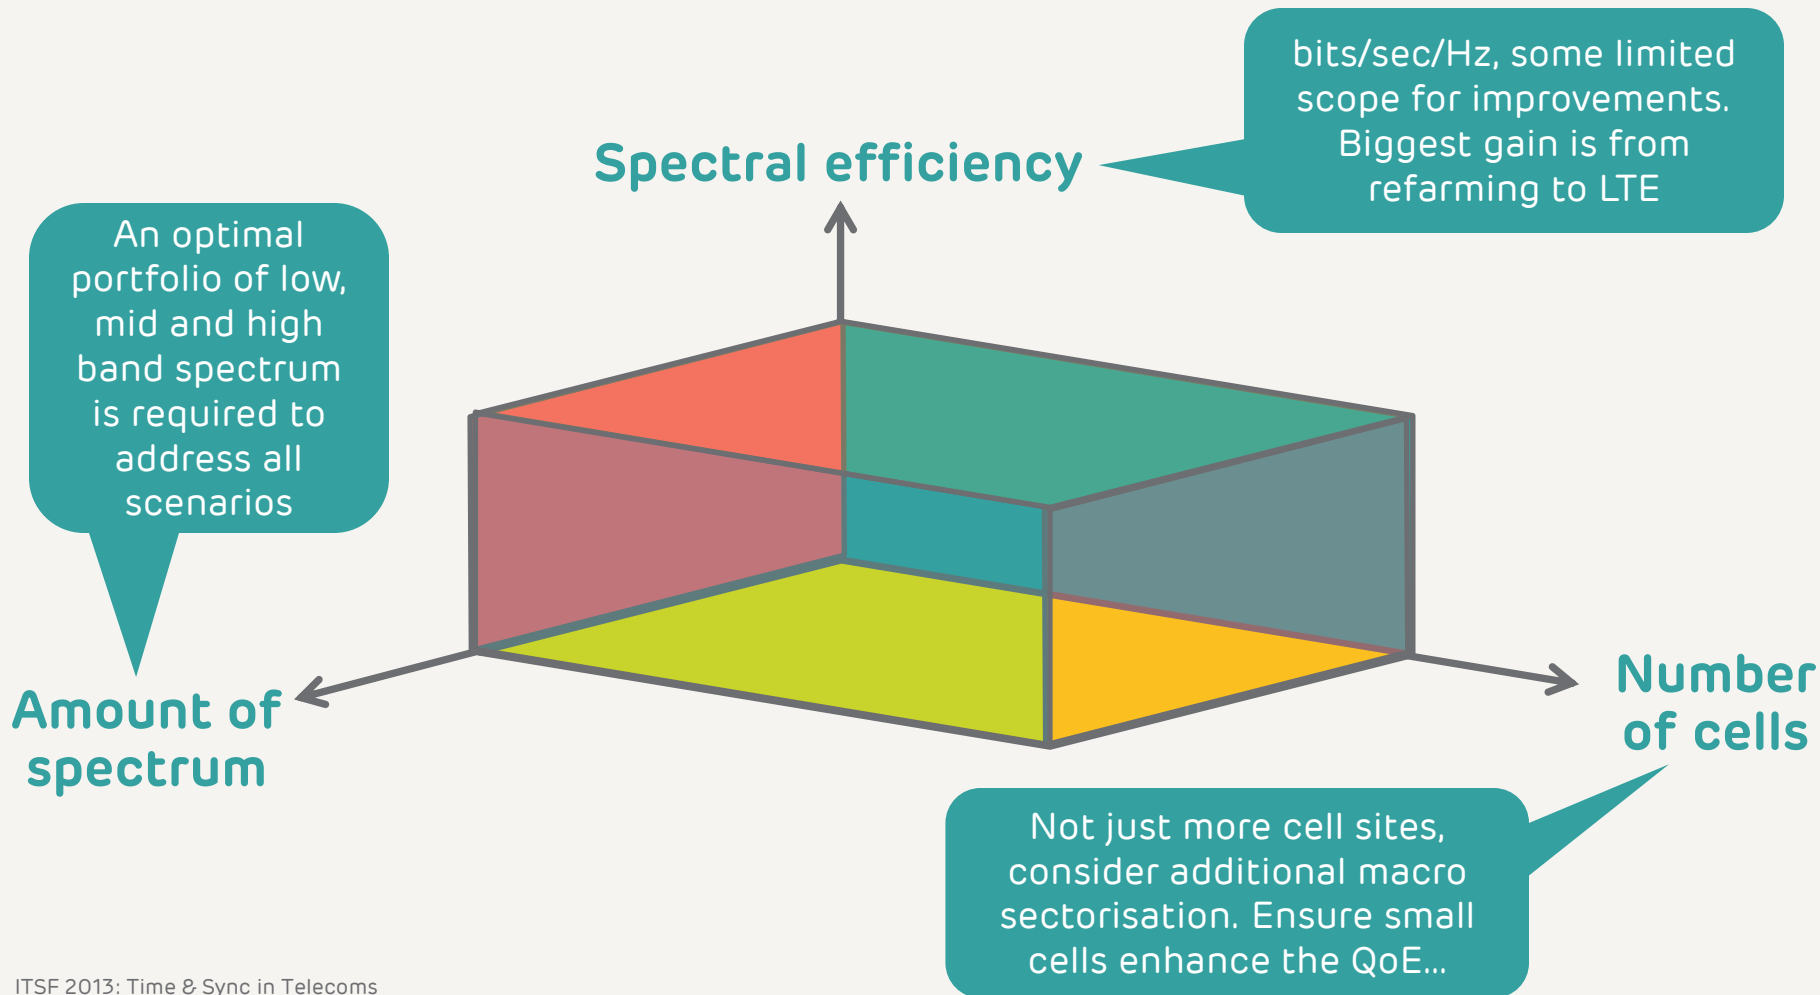 bits/sec/Hz, some limited
scope for improvements.
Biggest gain is from
refarming to LTE
Spectral efficiency
An optimal
portfolio of low,
mid and high
band spectrum
is required to
address all
scenarios
Amount of
spectrum
Number
of cells
Not just more cell sites,
consider additional macro
sectorisation. Ensure small
cells enhance the QoE...
ITSF 2013: Time & Sync in Telecoms